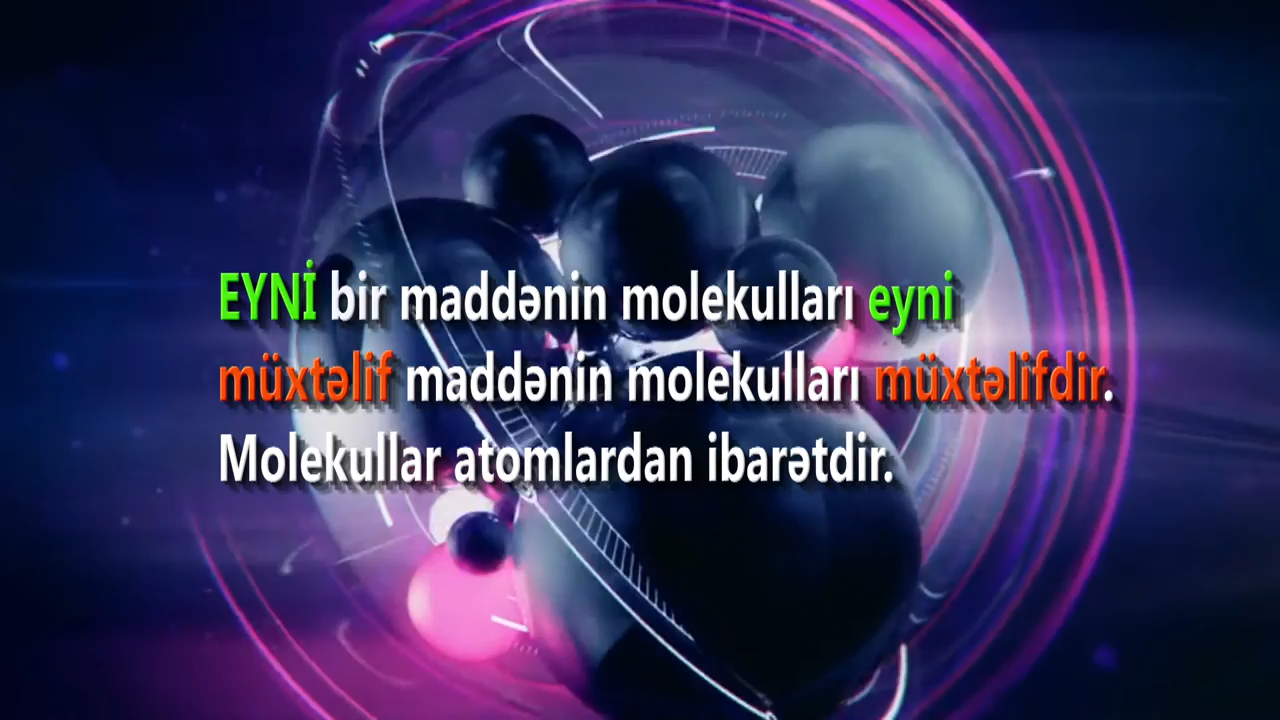 EYNİ bir maddənin molekulları eyni
müxtəlif maddənin molekulları müxtəlifdir.
Molekullar atomlardan ibarətdir.